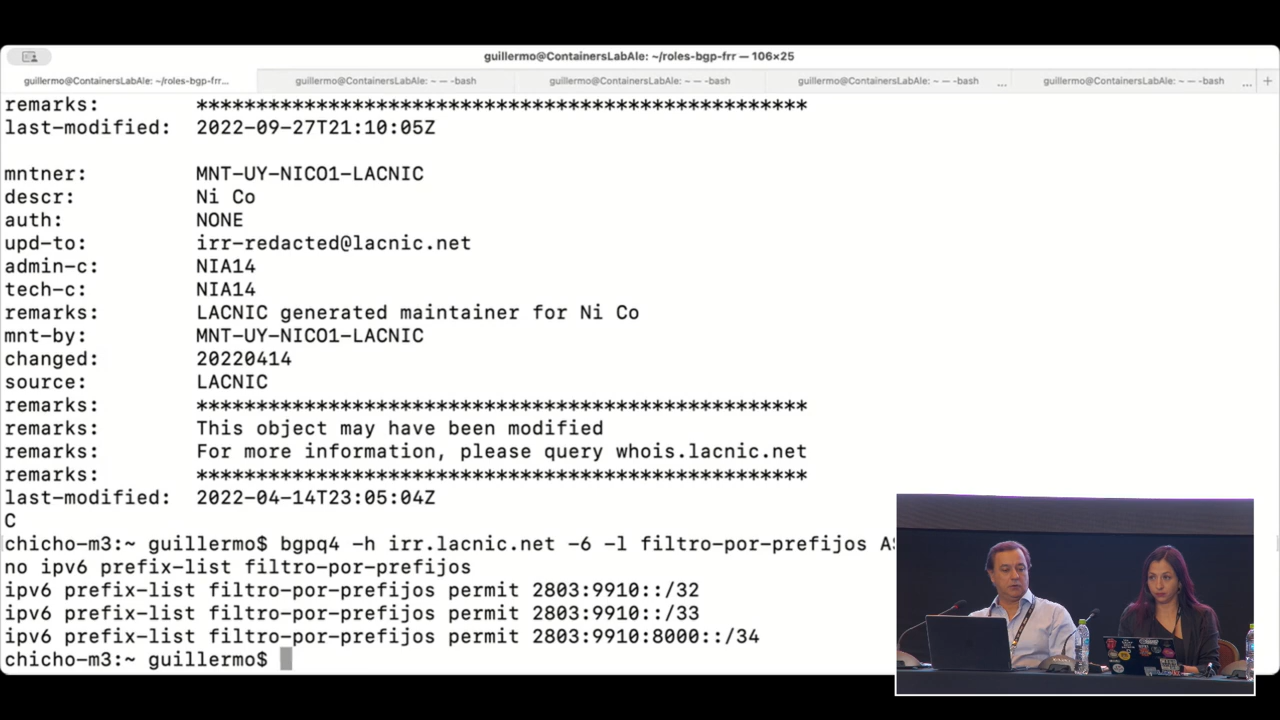 guillermo@ContainersLabAle: ~/roles-bgp-frr — 106×25
guillermo@ContainersLabAle: ~/roles-bgp-frr... guillermo@ContainersLabAle: ~ — -bash guillermo@ContainersLabAle: ~ — -bash guillermo@ContainersLabAle: ~ — -bash ... guillermo@ContainersLabAle: ~ — -bash ... +
remarks: ***************************************************
last-modified: 2022-09-27T21:10:05Z
mntner: MNT-UY-NICO1-LACNIC
descr: Ni Co
auth: NONE
upd-to: irr-redacted@lacnic.net
admin-c: NIA14
tech-c: NIA14
remarks: LACNIC generated maintainer for Ni Co
mnt-by: MNT-UY-NICO1-LACNIC
changed: 20220414
source: LACNIC
remarks: ***************************************************
remarks: This object may have been modified
remarks: For more information, please query whois.lacnic.net
remarks: ***************************************************
last-modified: 2022-04-14T23:05:04Z
C
chicho-m3:~ guillermo$ bgpq4 -h irr.lacnic.net -6 -l filtro-por-prefijos
no ipv6 prefix-list filtro-por-prefijos
ipv6 prefix-list filtro-por-prefijos permit 2803:9910::/32
ipv6 prefix-list filtro-por-prefijos permit 2803:9910::/33
ipv6 prefix-list filtro-por-prefijos permit 2803:9910:8000::/34
chicho-m3:~ guillermo$